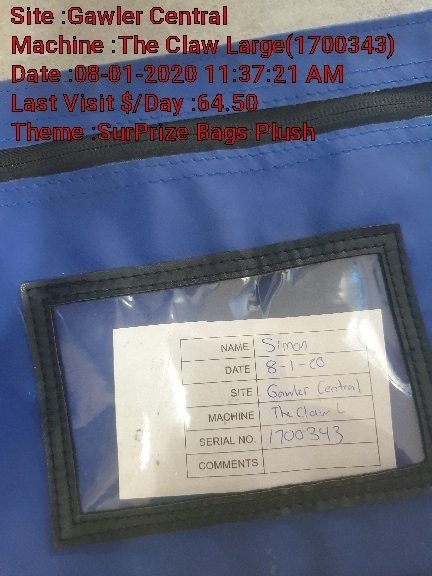 Site :Gawler Central
Machine :The Claw Large(1700343)
Date :08-01-2020 11:37:21 AM
Last Visit $/Day :64.50
Theme :SurPrize Bags Plush
NAME Simon
DATE 8-1-20
SITE Gawler Central
MACHINE The Claw L
SERIAL NO. 1700343
COMMENTS